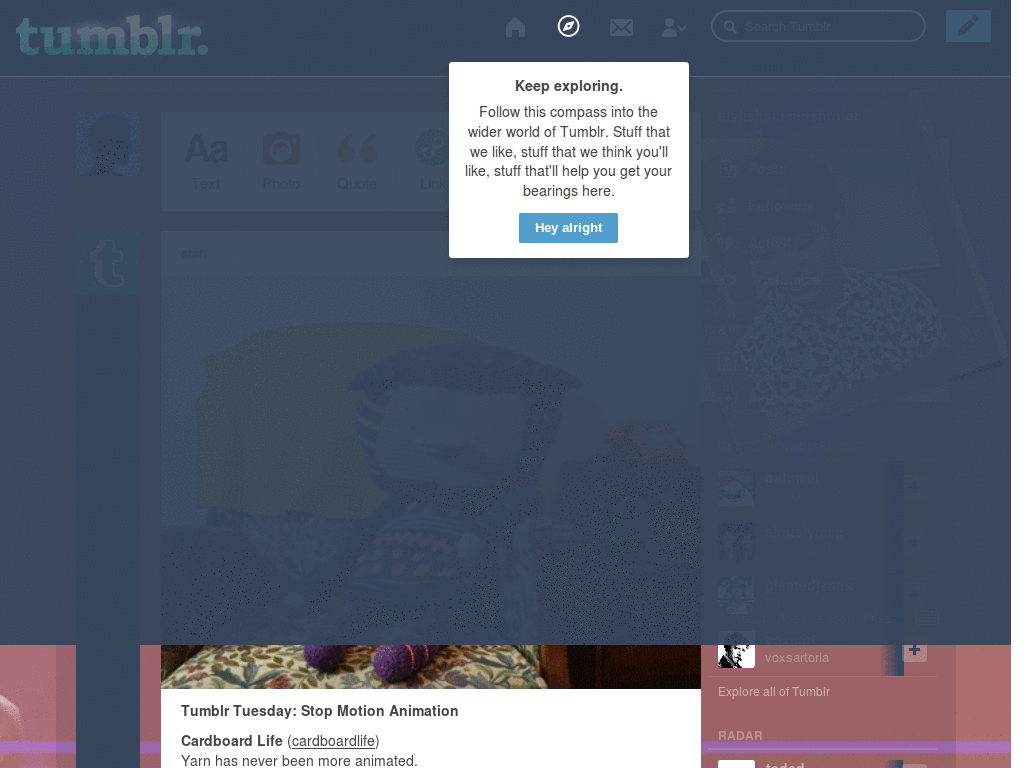 tumblr.
Search Tumblr
Keep exploring.
Follow this compass into the
wider world of Tumblr. Stuff that
we like, stuff that we think you'll
like, stuff that'll help you get your
bearings here.
Hey alright
Aa
Text
Photo
Quote
Link
t
staff
voxsartoria
Explore all of Tumblr
RADAR
Tumblr Tuesday: Stop Motion Animation
Cardboard Life (cardboardlife)
Yarn has never been more animated.